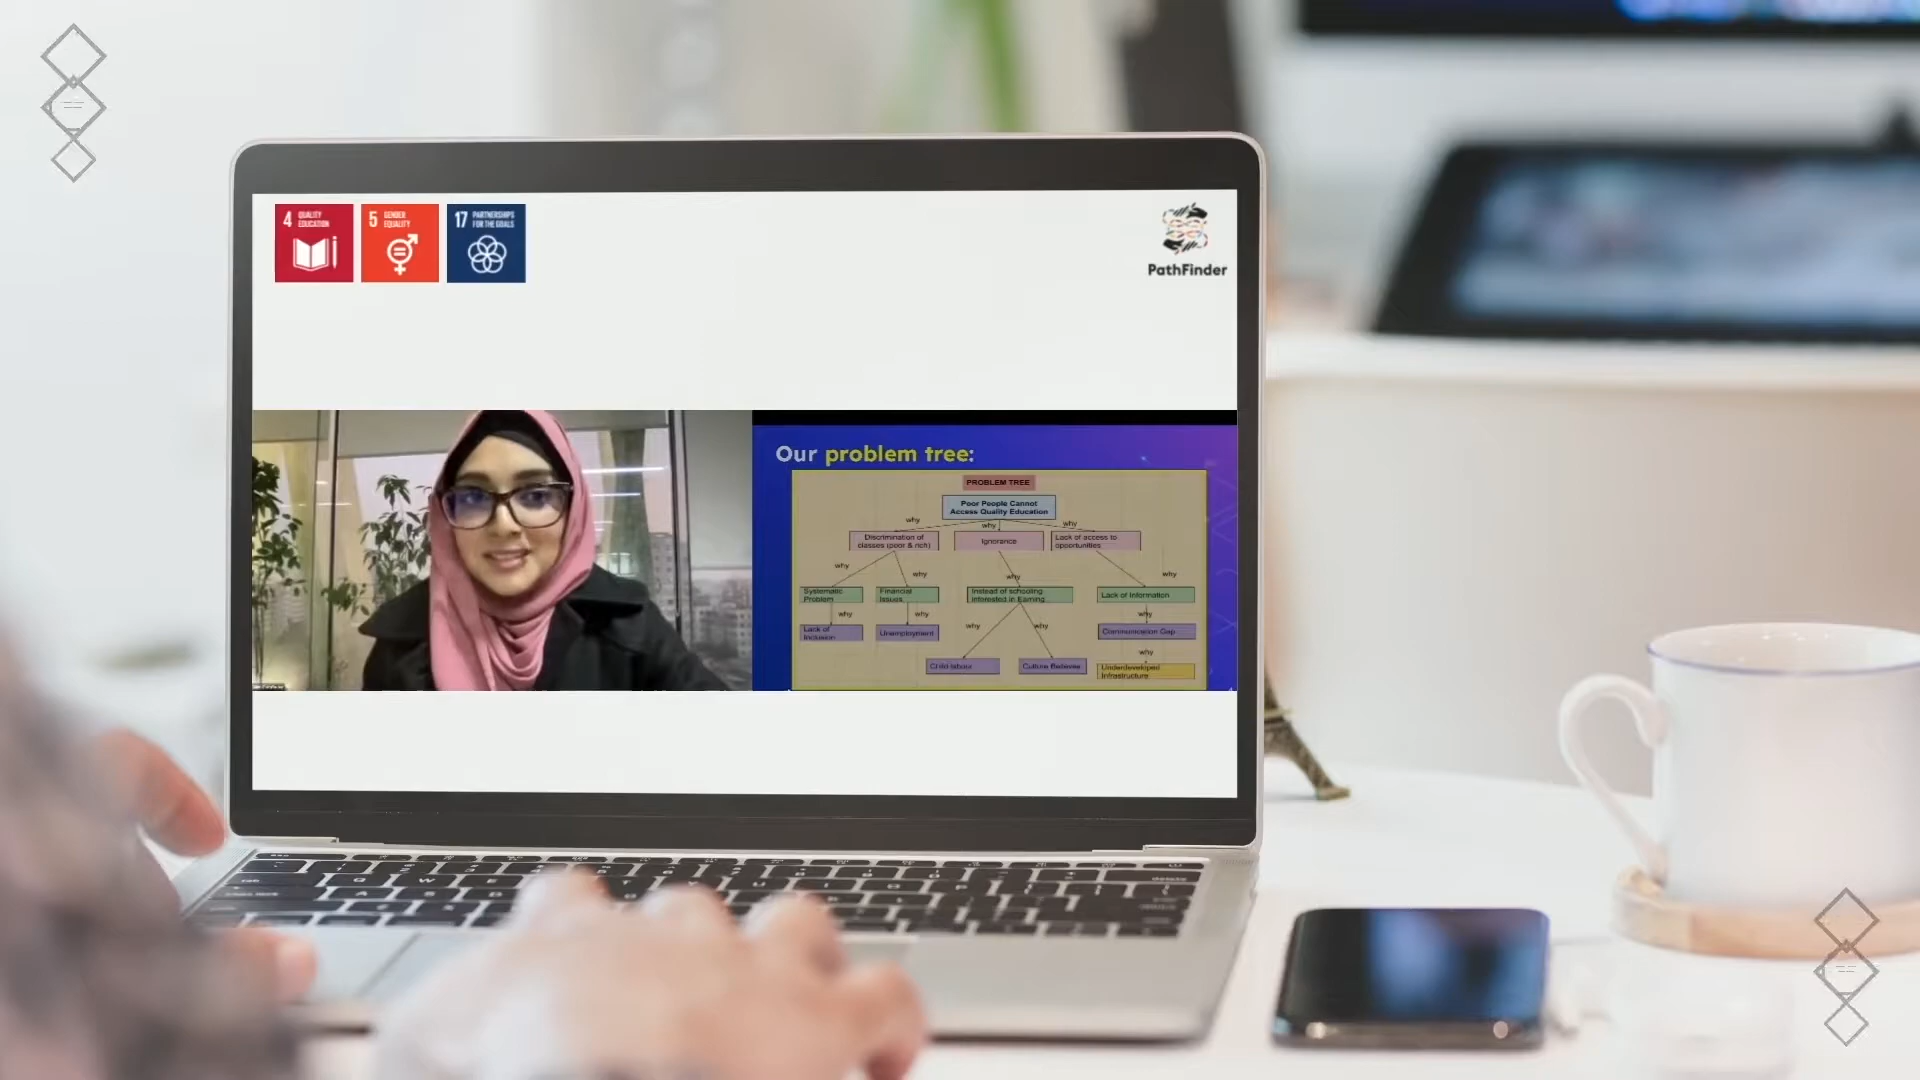 4 QUALITY
EDUCATION
5 GENDER
EQUALITY
17 PARTNERSHIPS
FOR THE GOALS
PathFinder
Our problem tree:
PROBLEM TREE
Poor People Cannot
Access Quality Education
why
why
why
Discrimination of
classes (poor & rich)
Ignorance
Lack of access to
opportunities
why
why
why
why
Systematic
Problem
Financial
Issues
Instead of schooling
interested in Earning
Lack of Information
why
why
why
Lack of
Inclusion
Unemployment
why
why
Communication Gap
why
Child labour
Culture Believes
Underdeveloped
Infrastructure